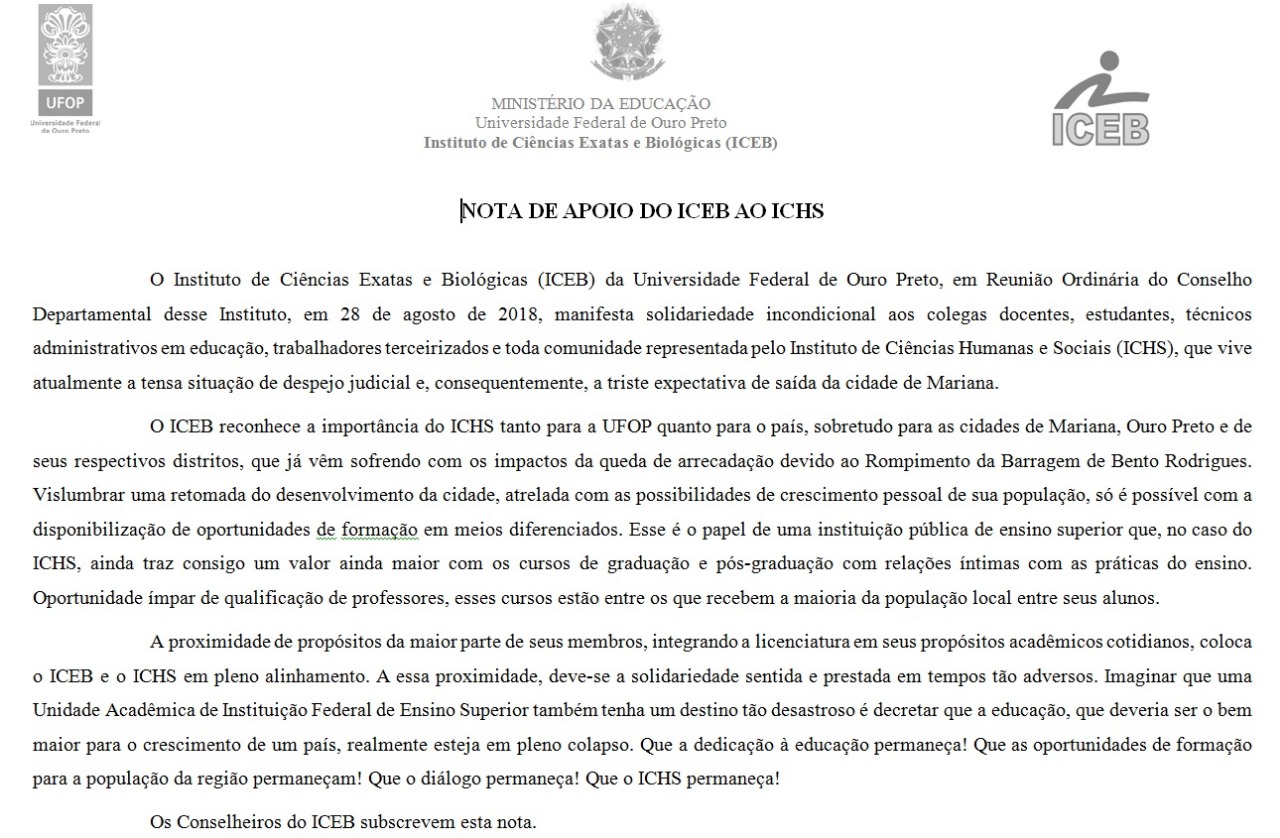 UFOP
Universidade Federal
de Ouro Preto
MINISTÉRIO DA EDUCAÇÃO
Universidade Federal de Ouro Preto
Instituto de Ciências Exatas e Biológicas (ICEB)
ICEB
NOTA DE APOIO DO ICEB AO ICHS
O Instituto de Ciências Exatas e Biológicas (ICEB) da Universidade Federal de Ouro Preto, em Reunião Ordinária do Conselho
Departamental desse Instituto, em 28 de agosto de 2018, manifesta solidariedade incondicional aos colegas docentes, estudantes, técnicos
administrativos em educação, trabalhadores terceirizados e toda comunidade representada pelo Instituto de Ciências Humanas e Sociais (ICHS), que vive
atualmente a tensa situação de despejo judicial e, consequentemente, a triste expectativa de saída da cidade de Mariana.
O ICEB reconhece a importância do ICHS tanto para a UFOP quanto para o país, sobretudo para as cidades de Mariana, Ouro Preto e de
seus respectivos distritos, que já vêm sofrendo com os impactos da queda de arrecadação devido ao Rompimento da Barragem de Bento Rodrigues.
Vislumbrar uma retomada do desenvolvimento da cidade, atrelada com as possibilidades de crescimento pessoal de sua população, só é possível com a
disponibilização de oportunidades de formação em meios diferenciados. Esse é o papel de uma instituição pública de ensino superior que, no caso do
ICHS, ainda traz consigo um valor ainda maior com os cursos de graduação e pós-graduação com relações íntimas com as práticas do ensino.
Oportunidade ímpar de qualificação de professores, esses cursos estão entre os que recebem a maioria da população local entre seus alunos.
A proximidade de propósitos da maior parte de seus membros, integrando a licenciatura em seus propósitos acadêmicos cotidianos, coloca
o ICEB e o ICHS em pleno alinhamento. A essa proximidade, deve-se a solidariedade sentida e prestada em tempos tão adversos. Imaginar que uma
Unidade Acadêmica de Instituição Federal de Ensino Superior também tenha um destino tão desastroso é decretar que a educação, que deveria ser o bem
maior para o crescimento de um país, realmente esteja em pleno colapso. Que a dedicação à educação permaneça! Que as oportunidades de formação
para a população da região permaneçam! Que o diálogo permaneça! Que o ICHS permaneça!
Os Conselheiros do ICEB subscrevem esta nota.